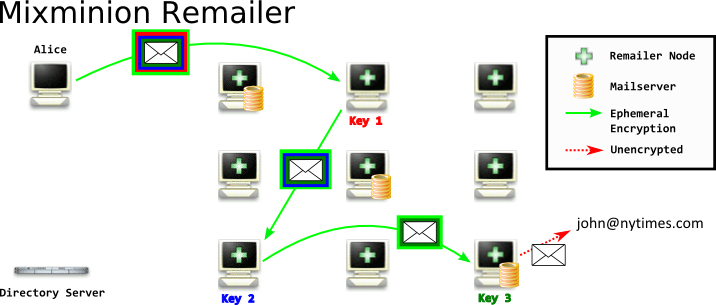 Mixminion Remailer
Alice
Remailer Node
Mailserver
Ephemeral
Encryption
Unencrypted
Key 1
john@nytimes.com
Directory Server
Key 2
Key 3